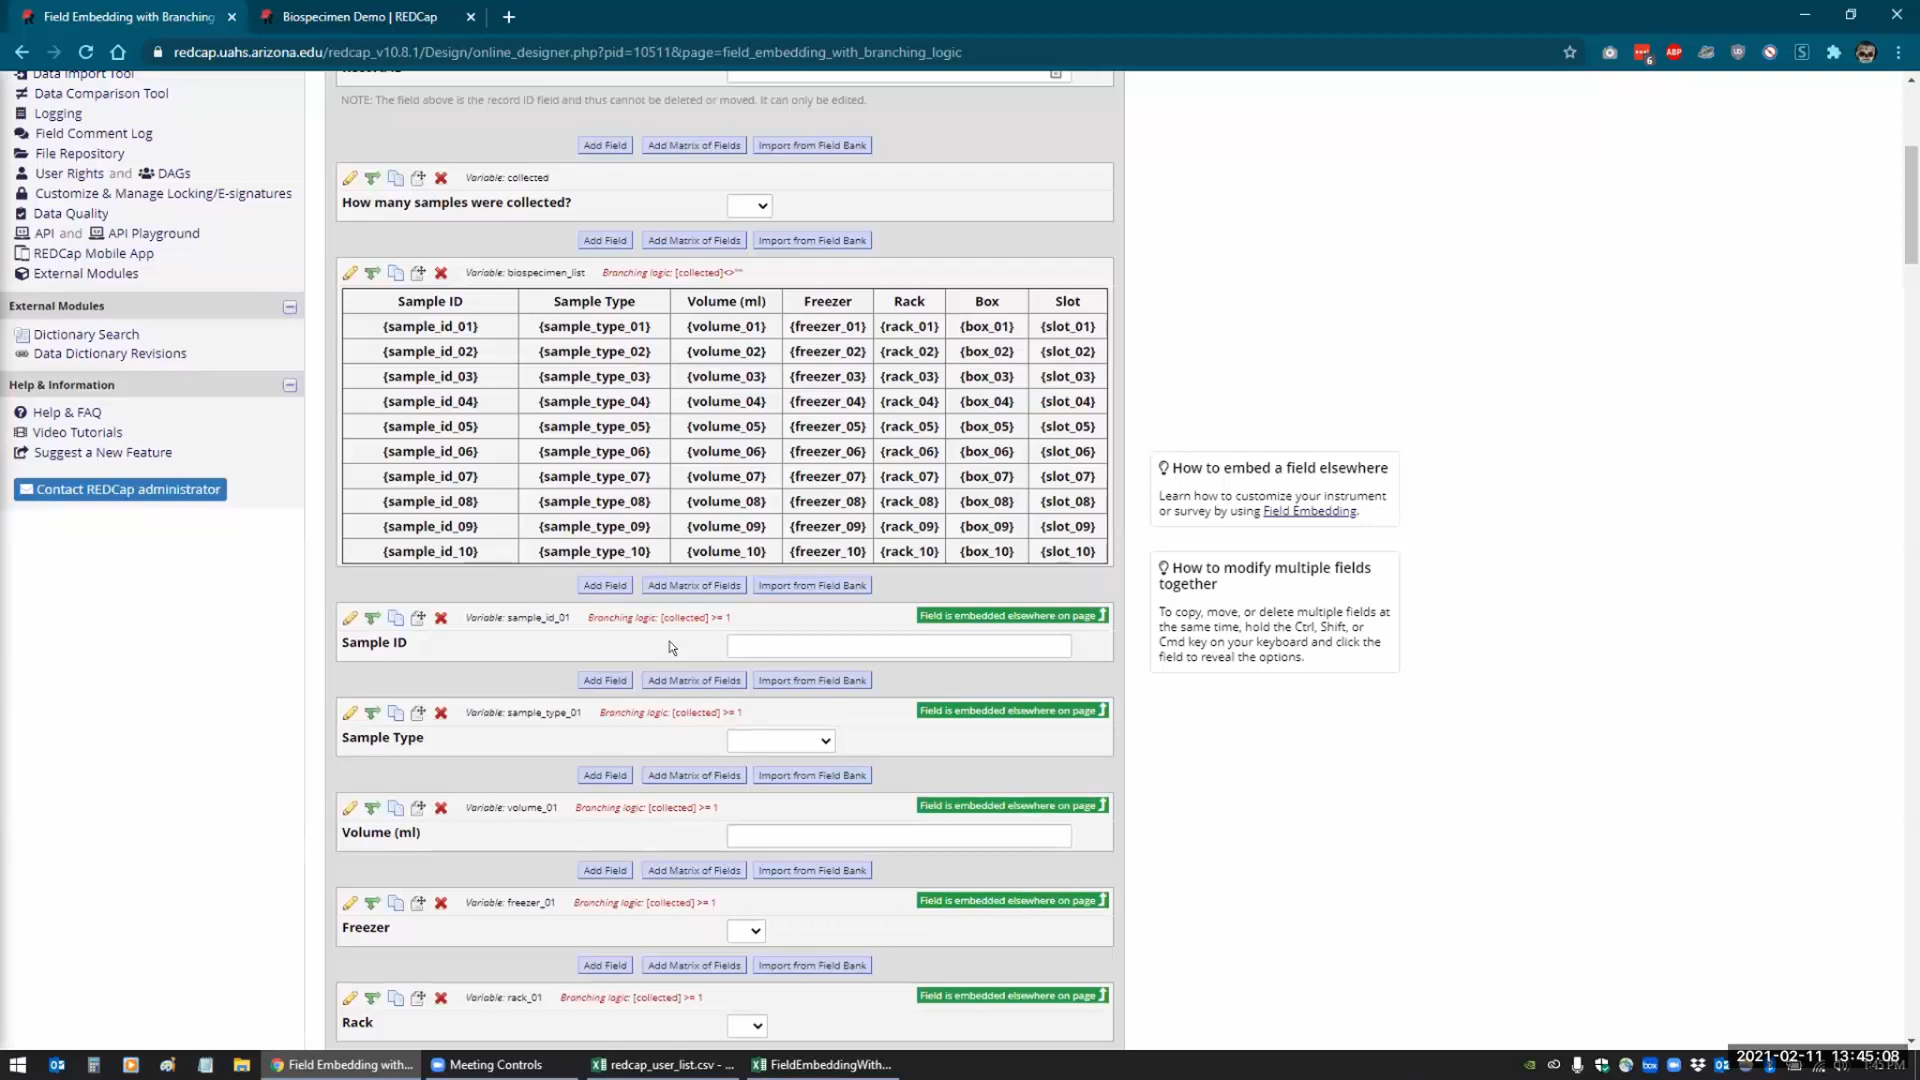 Field Embedding with Branching
Biospecimen Demo | REDCap
redcap.uahs.arizona.edu/redcap_v10.8.1/Design/online_designer.php?pid=10511&page=field_embedding_with_branching_logic
Data Import Tool
Data Comparison Tool
Logging
Field Comment Log
File Repository
User Rights and DAGs
Customize & Manage Locking/E-signatures
Data Quality
API and API Playground
REDCap Mobile App
External Modules
External Modules
Dictionary Search
Data Dictionary Revisions
Help & Information
Help & FAQ
Video Tutorials
Suggest a New Feature
Contact REDCap administrator
NOTE: The field above is the record ID field and thus cannot be deleted or moved. It can only be edited.
Add Field Add Matrix of Fields Import from Field Bank
Variable: collected
How many samples were collected?
Add Field Add Matrix of Fields Import from Field Bank
Variable: biospecimen_list Branching logic: [collected]<>""
Sample ID Sample Type Volume (ml) Freezer Rack Box Slot
{sample_id_01} {sample_type_01} {volume_01} {freezer_01} {rack_01} {box_01} {slot_01}
{sample_id_02} {sample_type_02} {volume_02} {freezer_02} {rack_02} {box_02} {slot_02}
{sample_id_03} {sample_type_03} {volume_03} {freezer_03} {rack_03} {box_03} {slot_03}
{sample_id_04} {sample_type_04} {volume_04} {freezer_04} {rack_04} {box_04} {slot_04}
{sample_id_05} {sample_type_05} {volume_05} {freezer_05} {rack_05} {box_05} {slot_05}
{sample_id_06} {sample_type_06} {volume_06} {freezer_06} {rack_06} {box_06} {slot_06}
{sample_id_07} {sample_type_07} {volume_07} {freezer_07} {rack_07} {box_07} {slot_07}
{sample_id_08} {sample_type_08} {volume_08} {freezer_08} {rack_08} {box_08} {slot_08}
{sample_id_09} {sample_type_09} {volume_09} {freezer_09} {rack_09} {box_09} {slot_09}
{sample_id_10} {sample_type_10} {volume_10} {freezer_10} {rack_10} {box_10} {slot_10}
Add Field Add Matrix of Fields Import from Field Bank
Variable: sample_id_01 Branching logic: [collected] >= 1 Field is embedded elsewhere on page
Sample ID
Add Field Add Matrix of Fields Import from Field Bank
Variable: sample_type_01 Branching logic: [collected] >= 1 Field is embedded elsewhere on page
Sample Type
Add Field Add Matrix of Fields Import from Field Bank
Variable: volume_01 Branching logic: [collected] >= 1 Field is embedded elsewhere on page
Volume (ml)
Add Field Add Matrix of Fields Import from Field Bank
Variable: freezer_01 Branching logic: [collected] >= 1 Field is embedded elsewhere on page
Freezer
Add Field Add Matrix of Fields Import from Field Bank
Variable: rack_01 Branching logic: [collected] >= 1 Field is embedded elsewhere on page
Rack
How to embed a field elsewhere
Learn how to customize your instrument
or survey by using Field Embedding.
How to modify multiple fields
together
To copy, move, or delete multiple fields at
the same time, hold the Ctrl, Shift, or
Cmd key on your keyboard and click the
field to reveal the options.
Field Embedding with...
Meeting Controls
redcap_user_list.csv - ...
FieldEmbeddingWith...
2021-02-11 13:45:08